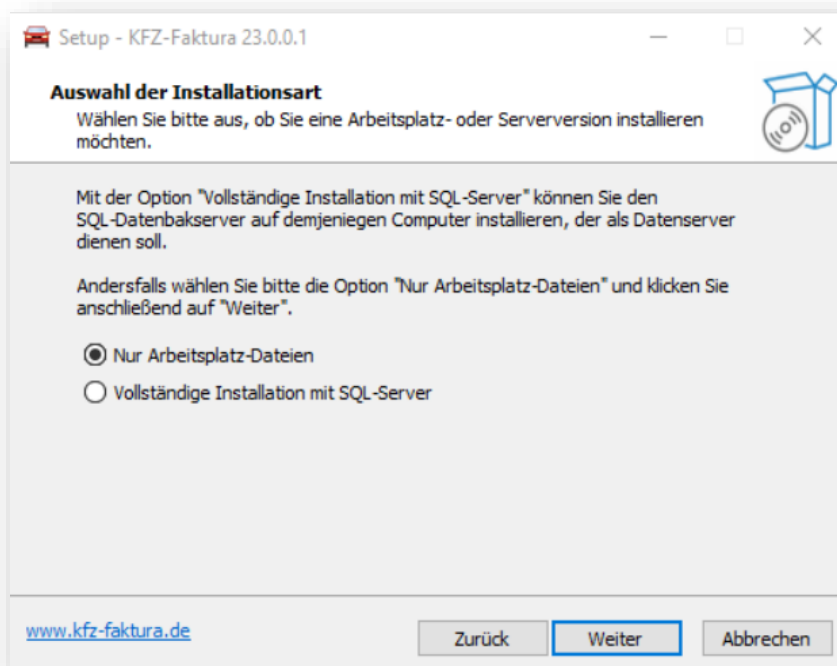 Setup - KFZ-Faktura 23.0.0.1
Auswahl der Installationsart
Wählen Sie bitte aus, ob Sie eine Arbeitsplatz- oder Serverversion installieren
möchten.
Mit der Option "Vollständige Installation mit SQL-Server" können Sie den
SQL-Datenbakserver auf demjeniegen Computer installieren, der als Datenserver
dienen soll.
Andersfalls wählen Sie bitte die Option "Nur Arbeitsplatz-Dateien" und klicken Sie
anschließend auf "Weiter".
Nur Arbeitsplatz-Dateien
Vollständige Installation mit SQL-Server
www.kfz-faktura.de
Zurück
Weiter
Abbrechen